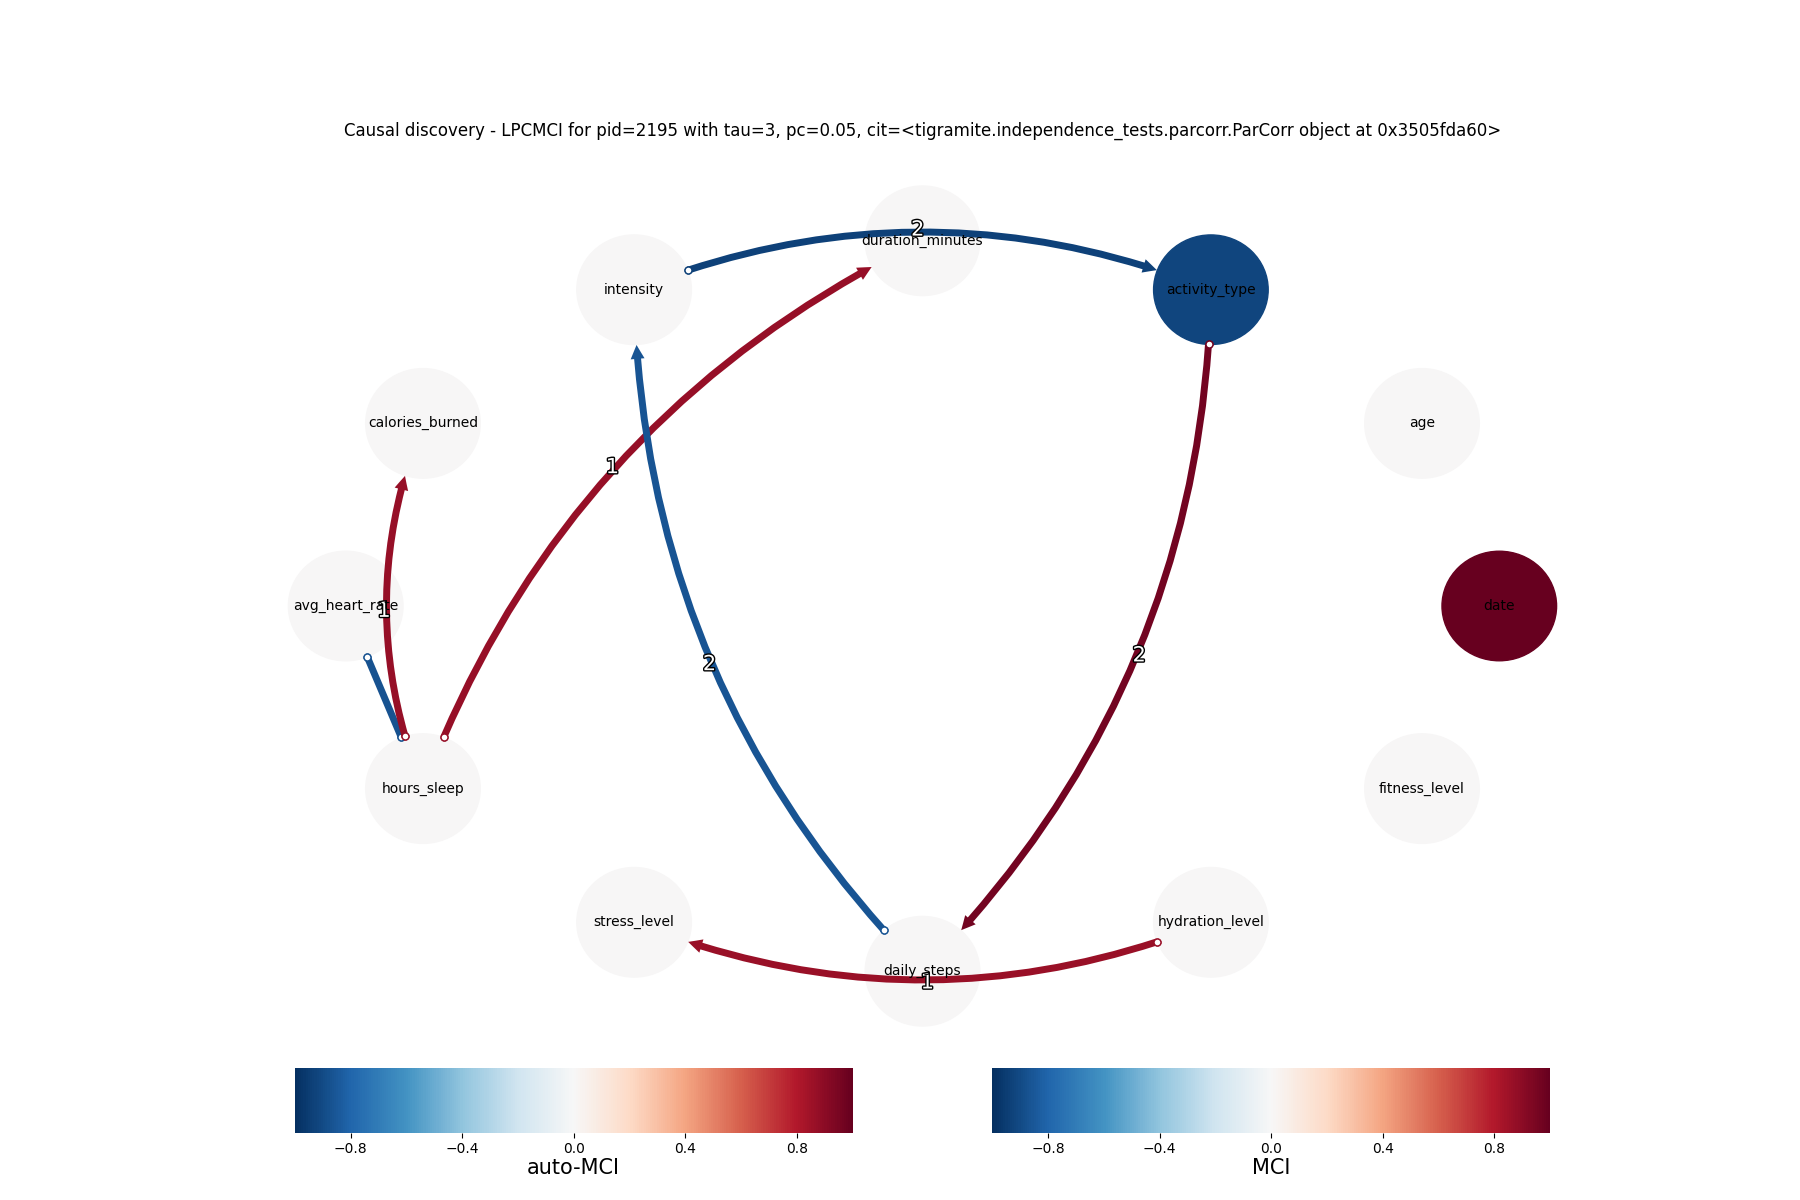 Causal discovery - LPCMCI for pid=2195 with tau=3, pc=0.05, cit=<tigramite.independence_tests.parcorr.ParCorr object at 0x3505fda60>
2
duration_minutes
intensity
activity_type
calories_burned
age
1
avg_heart_rate
1
date
2
2
hours_sleep
fitness_level
stress_level
hydration_level
daily_steps
1
−0.8 −0.4 0.0 0.4 0.8
auto-MCI
−0.8 −0.4 0.0 0.4 0.8
MCI